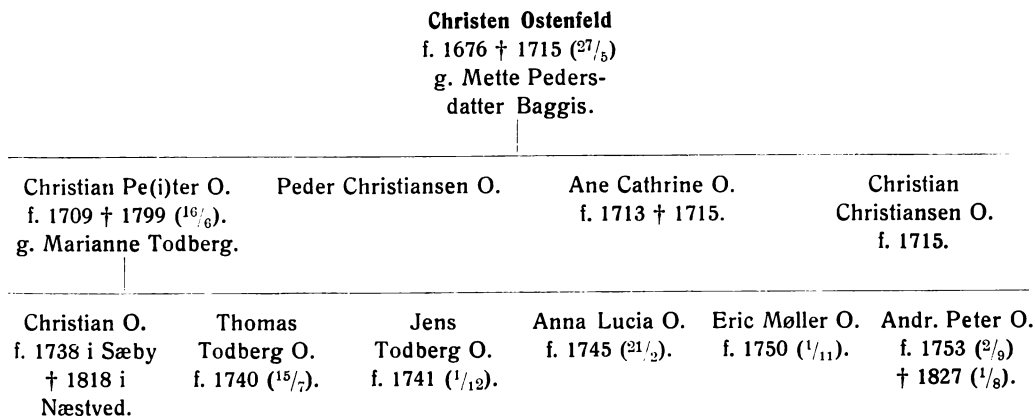 Christen Ostenfeld
f. 1676 † 1715 (27/5)
g. Mette Peders-
datter Baggis.
Christian Pe(i)ter O.
f. 1709 † 1799 (16/6).
g. Marianne Todberg.
Peder Christiansen O.
Ane Cathrine O.
f. 1713 † 1715.
Christian
Christiansen O.
f. 1715.
Christian O.
f. 1738 i Sæby
† 1818 i
Næstved.
Thomas
Todberg O.
f. 1740 (15/7).
Jens
Todberg O.
f. 1741 (1/12).
Anna Lucia O.
f. 1745 (21/2).
Eric Møller O.
f. 1750 (1/11).
Andr. Peter O.
f. 1753 (2/9)
† 1827 (1/8).